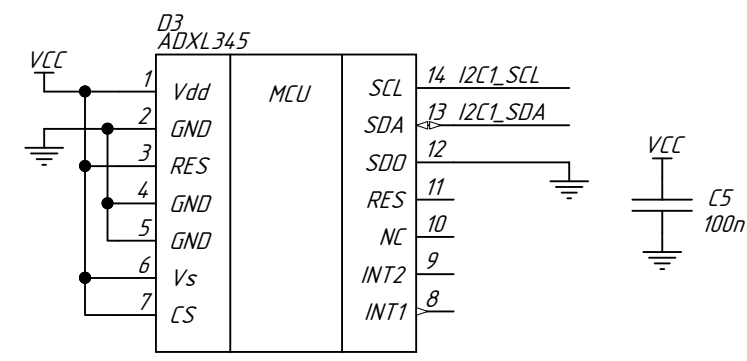 D3
ADXL345
VCC
1 Vdd
2 GND
3 RES
4 GND
5 GND
6 Vs
7 CS
MCU
SCL 14 I2C1_SCL
SDA 13 I2C1_SDA
SDO 12
RES 11
NC 10
INT2 9
INT1 8
VCC
C5
100n